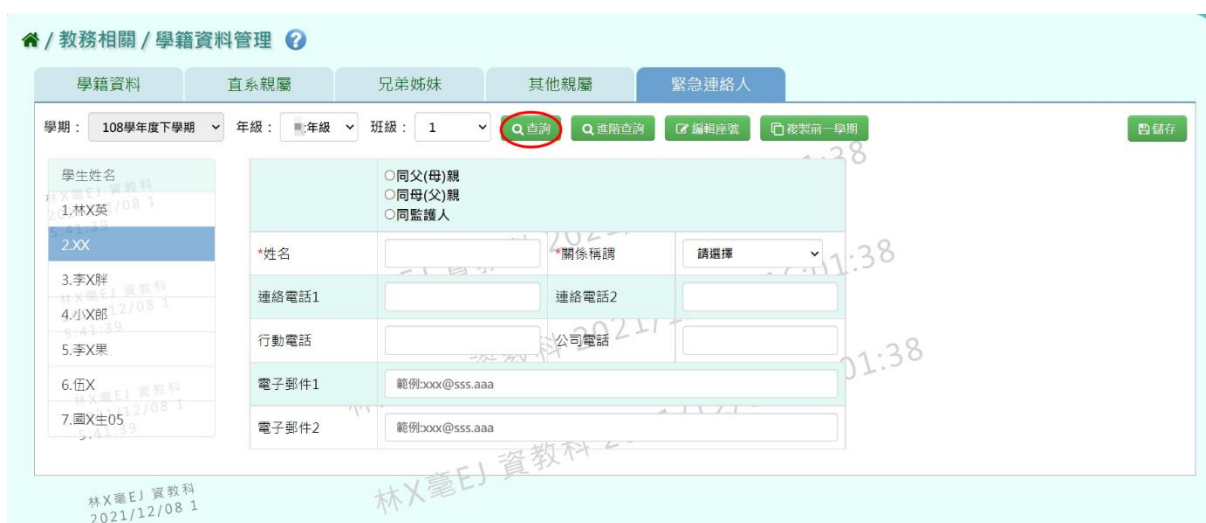 / 教務相關 / 學籍資料管理 ?
學籍資料 直系親屬 兄弟姊妹 其他親屬 緊急連絡人
學期： 108學年度下學期 年級： 年級 班級： 1 查詢 進階查詢 編輯座號 複製前一學期 儲存
學生姓名
1.林X英
2.XX
3.李X胖
4.小X郎
5.李X果
6.伍X
7.國X生05
○同父(母)親
○同母(父)親
○同監護人
*姓名 *關係稱謂 請選擇
連絡電話1 連絡電話2
行動電話 公司電話
電子郵件1 範例:xxx@sss.aaa
電子郵件2 範例:xxx@sss.aaa
林X毫EJ 資教科
2021/12/08 1
林X毫EJ 資教科